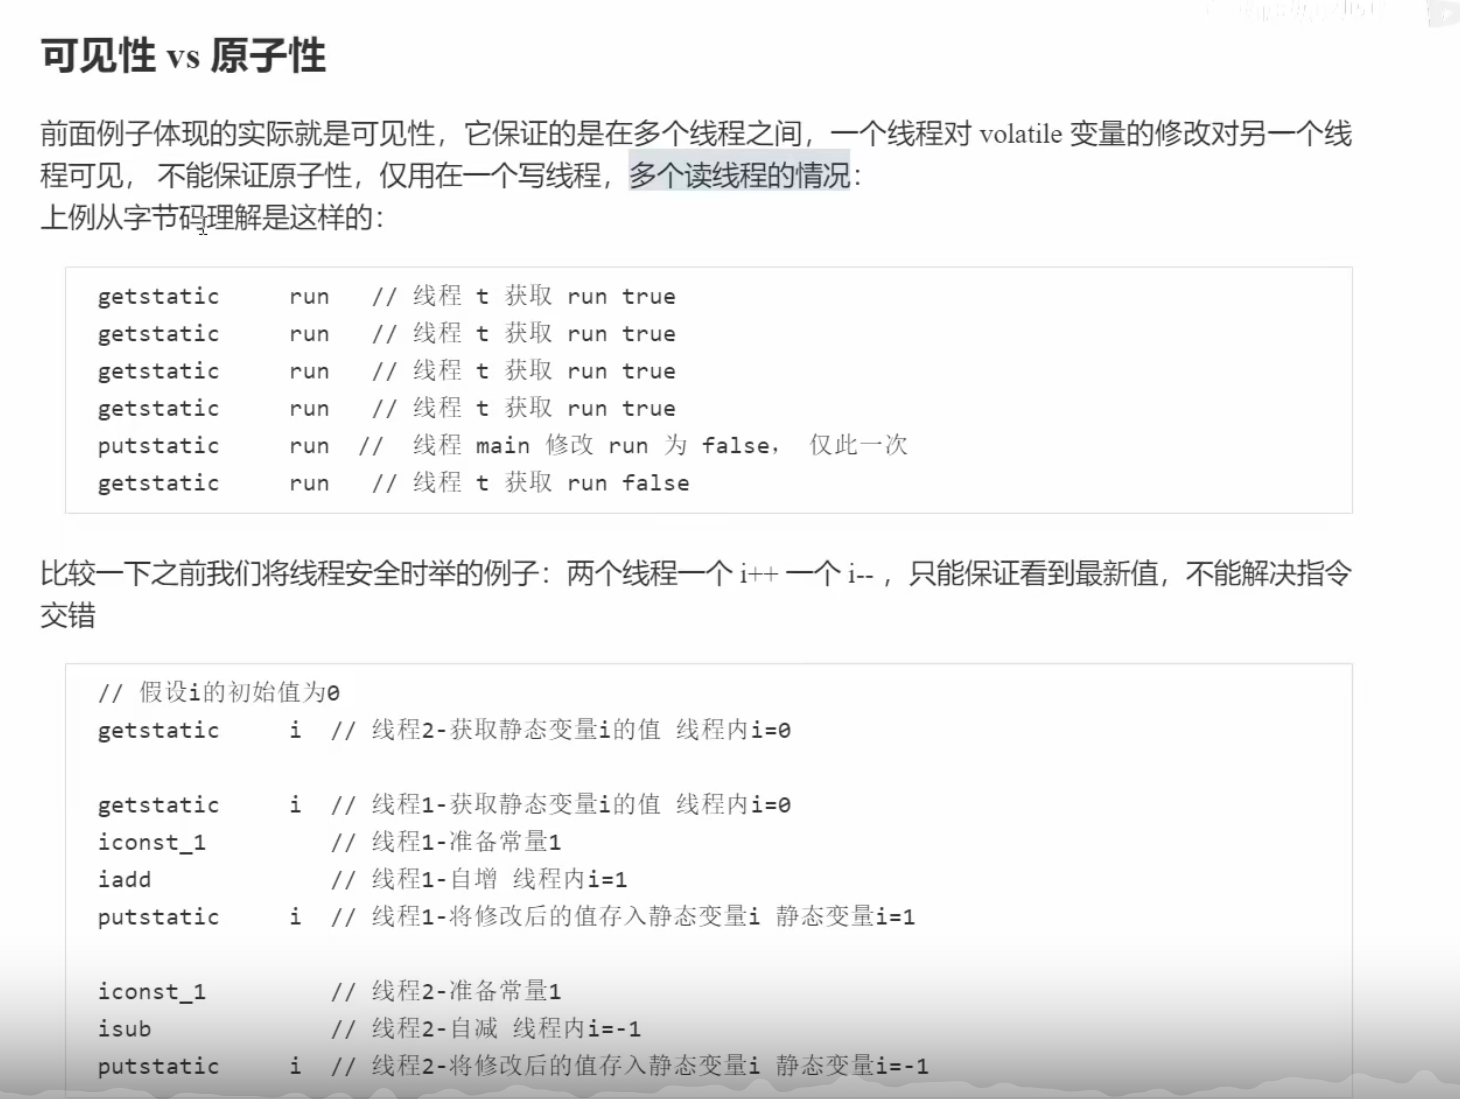 可见性 vs 原子性
前面例子体现的实际就是可见性，它保证的是在多个线程之间，一个线程对 volatile 变量的修改对另一个线
程可见， 不能保证原子性，仅用在一个写线程，多个读线程的情况：
上例从字节码理解是这样的：
getstatic run // 线程 t 获取 run true
getstatic run // 线程 t 获取 run true
getstatic run // 线程 t 获取 run true
getstatic run // 线程 t 获取 run true
putstatic run // 线程 main 修改 run 为 false， 仅此一次
getstatic run // 线程 t 获取 run false
比较一下之前我们将线程安全时举的例子：两个线程一个 i++ 一个 i-- ，只能保证看到最新值，不能解决指令
交错
// 假设i的初始值为0
getstatic i // 线程2-获取静态变量i的值 线程内i=0
getstatic i // 线程1-获取静态变量i的值 线程内i=0
iconst_1 // 线程1-准备常量1
iadd // 线程1-自增 线程内i=1
putstatic i // 线程1-将修改后的值存入静态变量i 静态变量i=1
iconst_1 // 线程2-准备常量1
isub // 线程2-自减 线程内i=-1
putstatic i // 线程2-将修改后的值存入静态变量i 静态变量i=-1